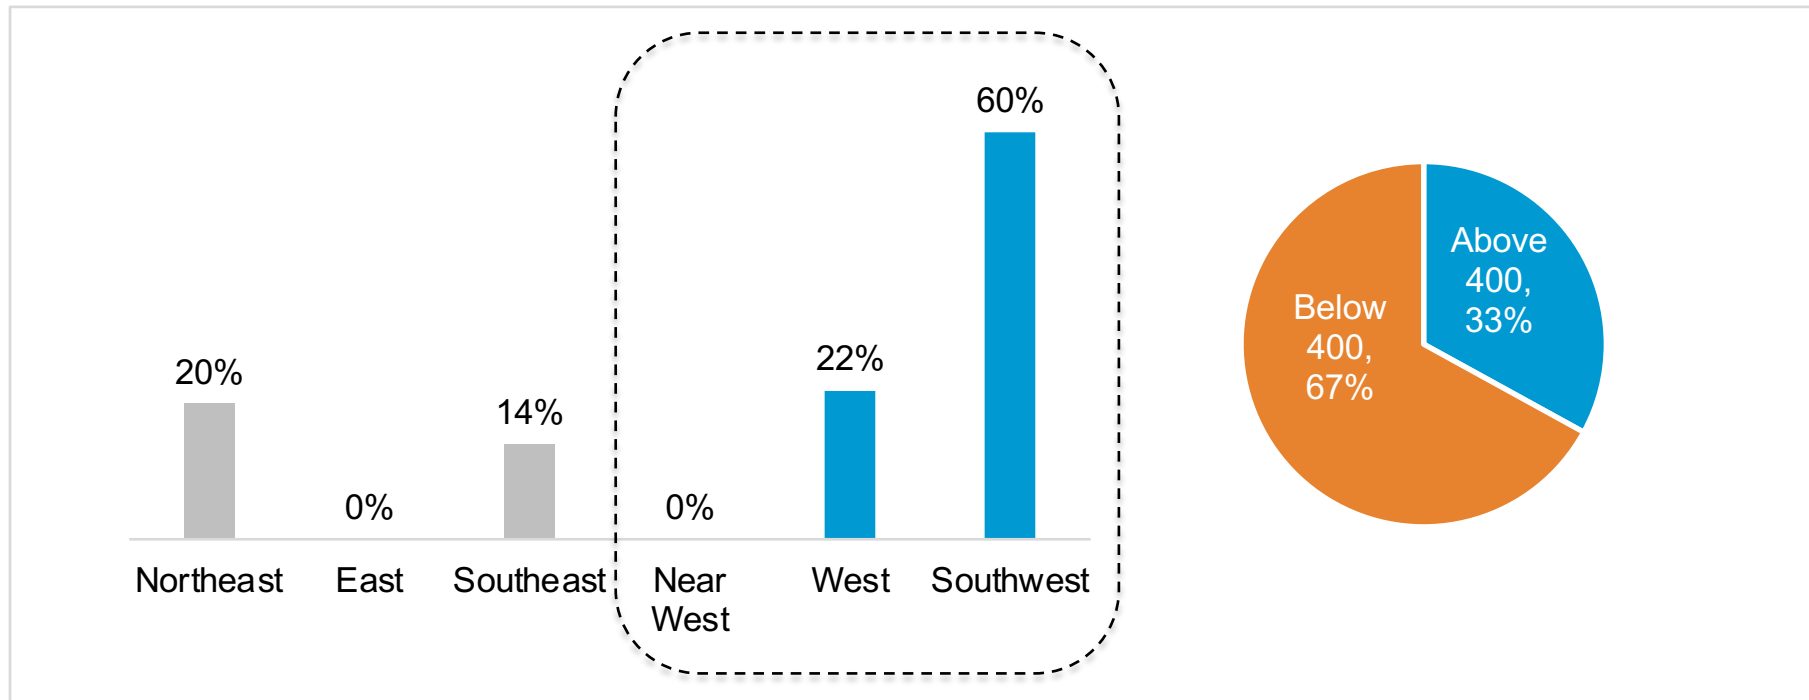 20%
0%
14%
0%
22%
60%
Northeast
East
Southeast
Near
West
West
Southwest
Above
400,
33%
Below
400,
67%